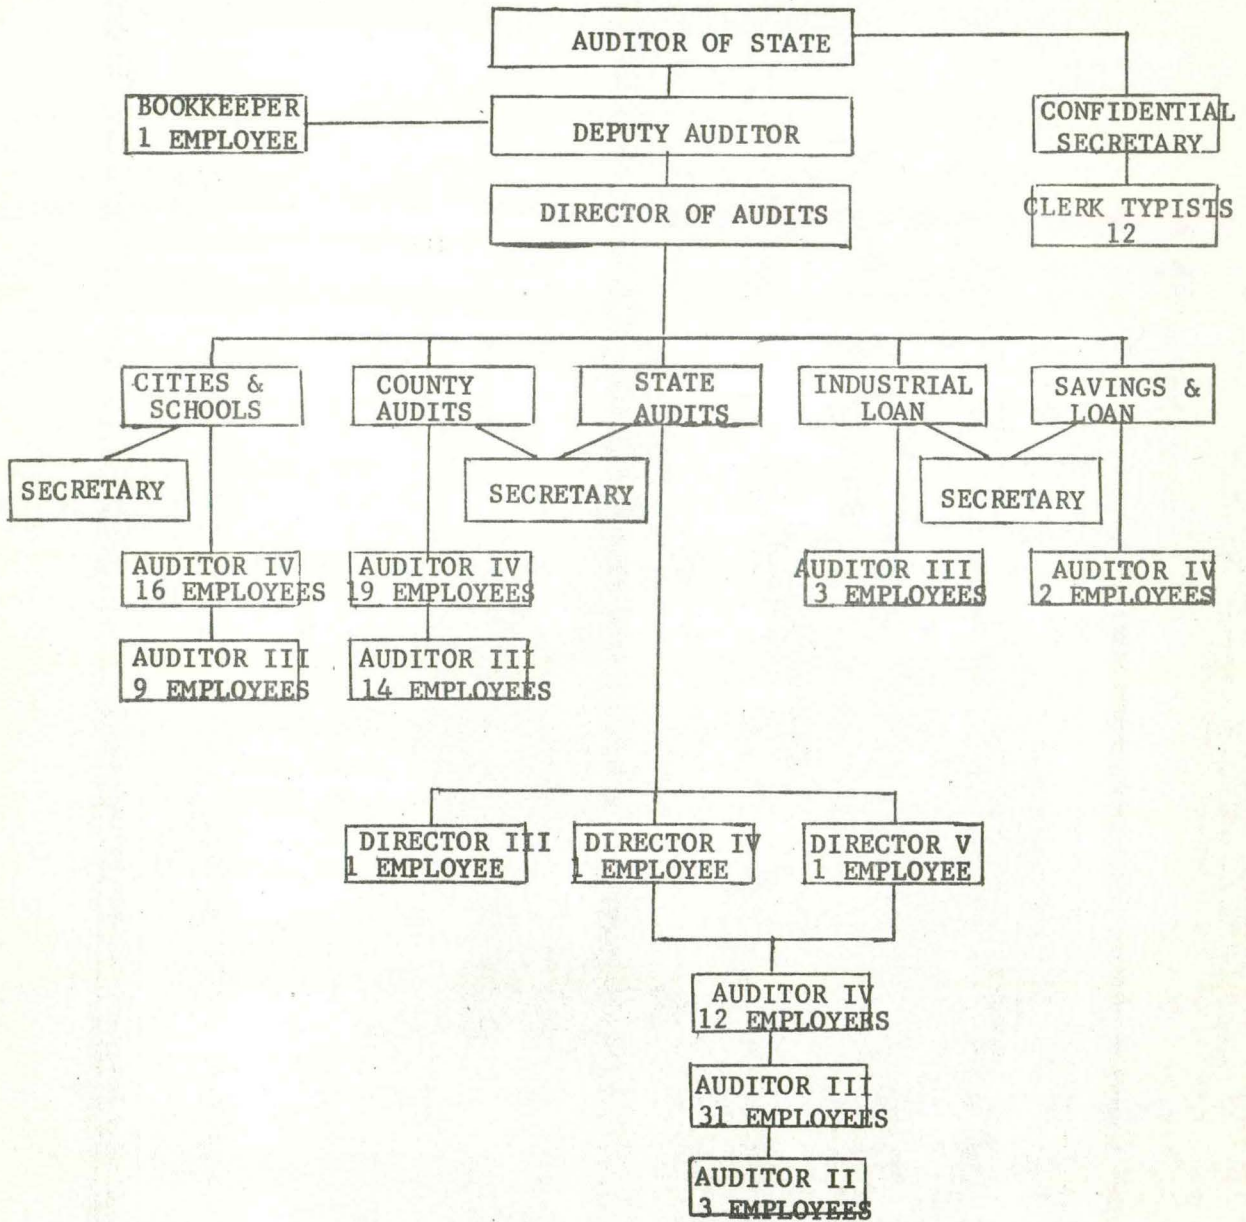 AUDITOR OF STATE
BOOKKEEPER
1 EMPLOYEE
DEPUTY AUDITOR
CONFIDENTIAL
SECRETARY
DIRECTOR OF AUDITS
CLERK TYPISTS
12
CITIES &
SCHOOLS
COUNTY
AUDITS
STATE
AUDITS
INDUSTRIAL
LOAN
SAVINGS &
LOAN
SECRETARY
SECRETARY
SECRETARY
AUDITOR IV
16 EMPLOYEES
AUDITOR IV
19 EMPLOYEES
AUDITOR III
3 EMPLOYEES
AUDITOR IV
2 EMPLOYEES
AUDITOR III
9 EMPLOYEES
AUDITOR III
14 EMPLOYEES
DIRECTOR III
1 EMPLOYEE
DIRECTOR IV
1 EMPLOYEE
DIRECTOR V
1 EMPLOYEE
AUDITOR IV
12 EMPLOYEES
AUDITOR III
31 EMPLOYEES
AUDITOR II
3 EMPLOYEES